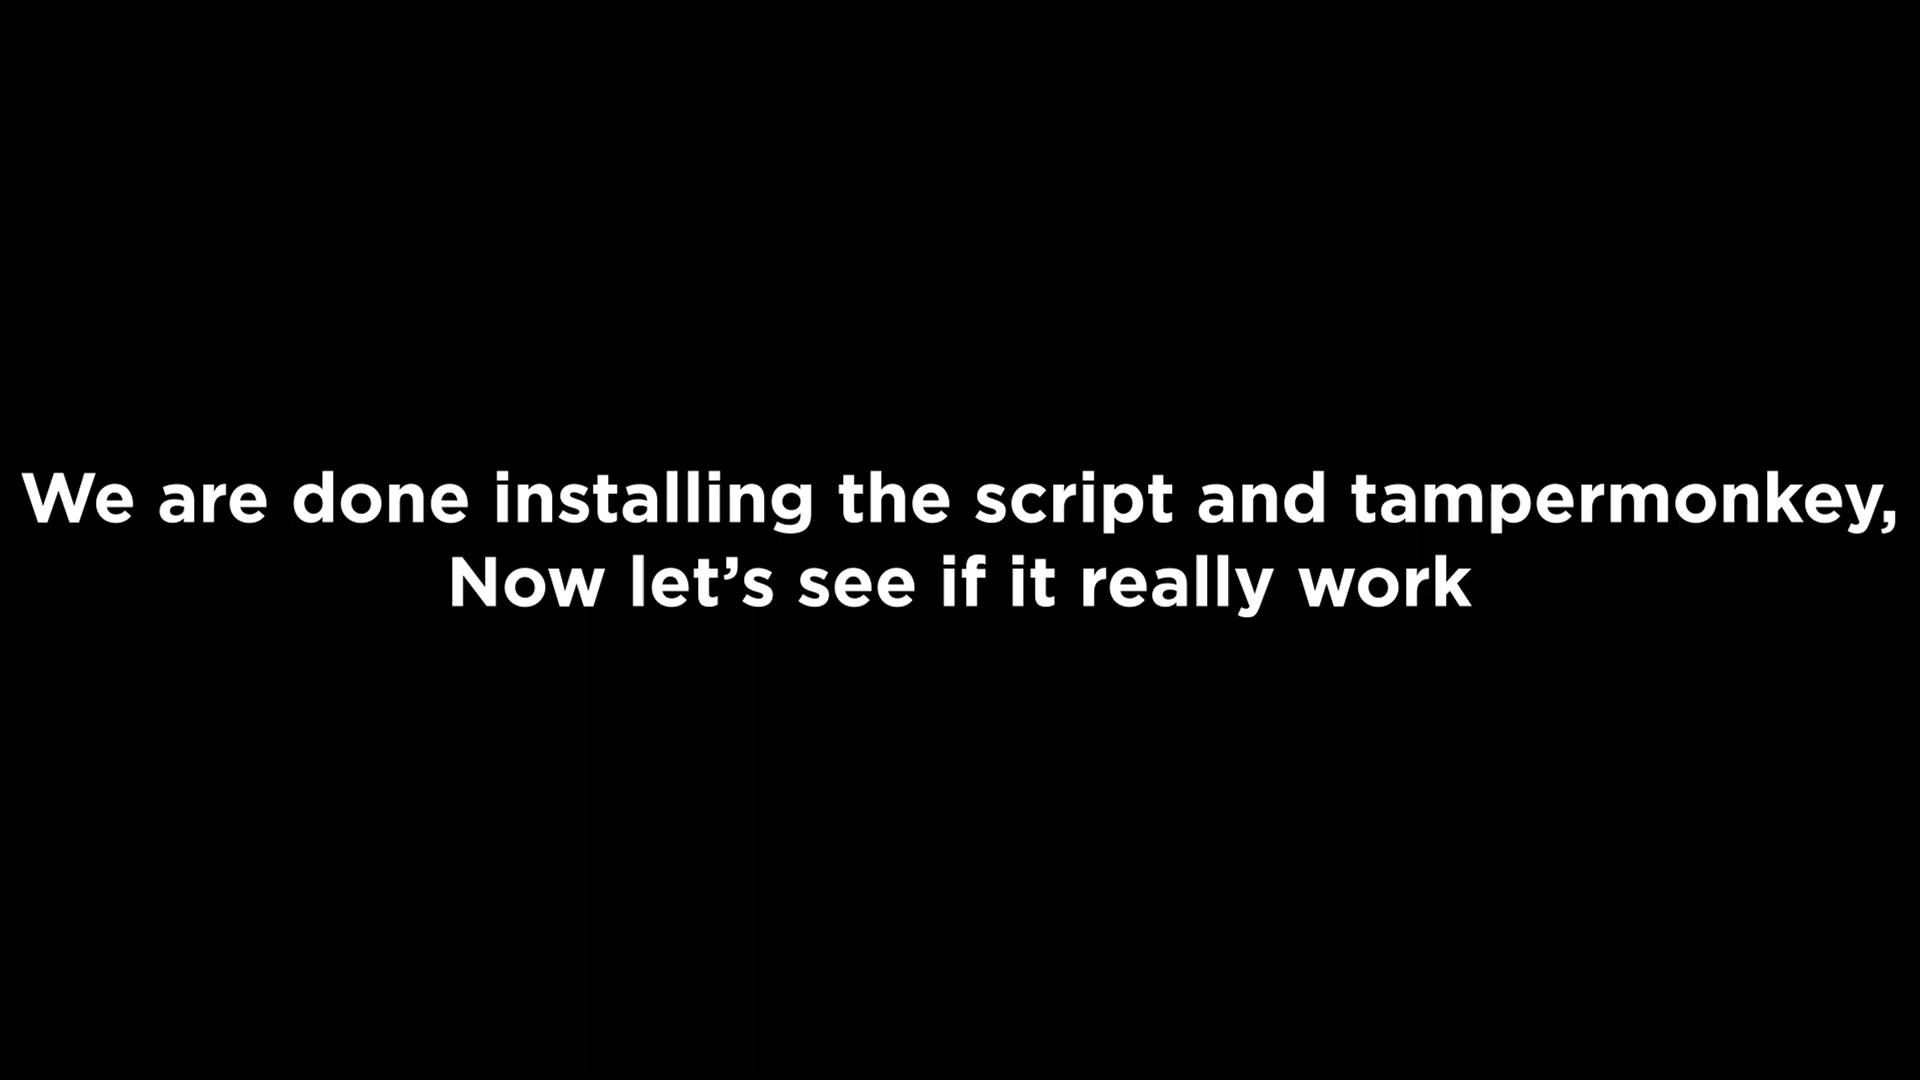 We are done installing the script and tampermonkey,
Now let’s see if it really work